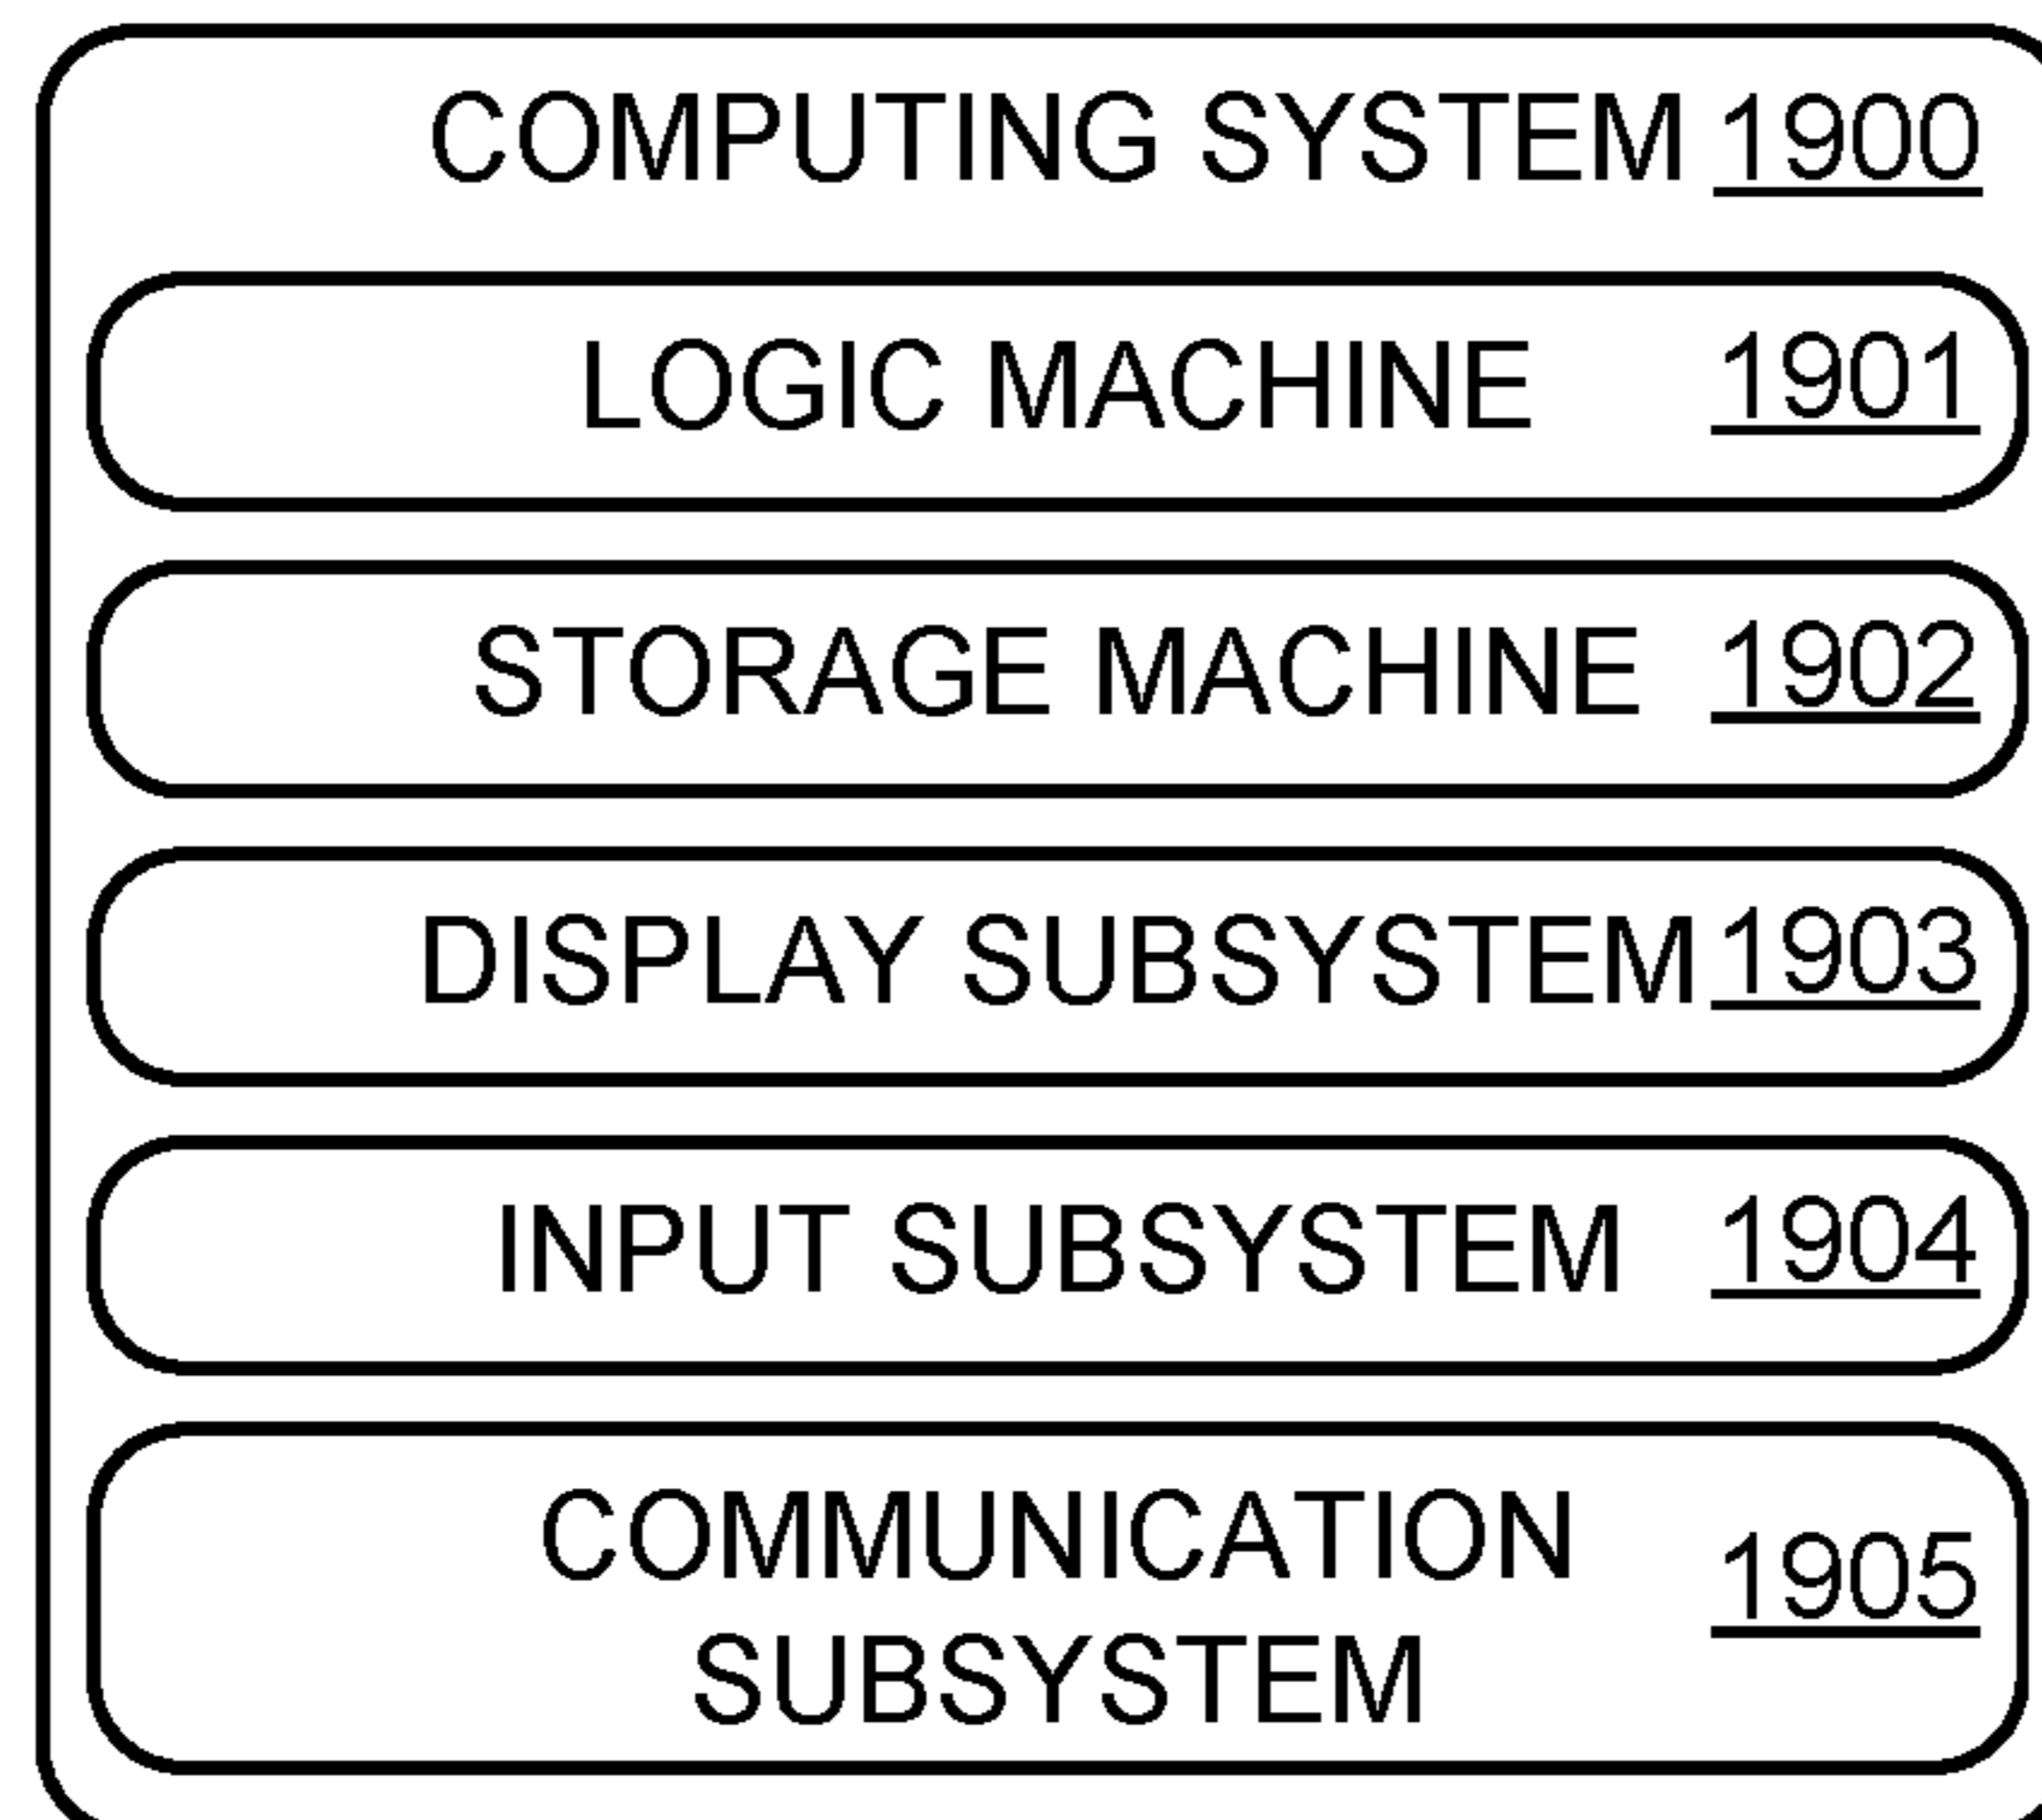 COMPUTING SYSTEM 1900
LOGIC MACHINE 1901
STORAGE MACHINE 1902
DISPLAY SUBSYSTEM 1903
INPUT SUBSYSTEM 1904
COMMUNICATION
SUBSYSTEM 1905